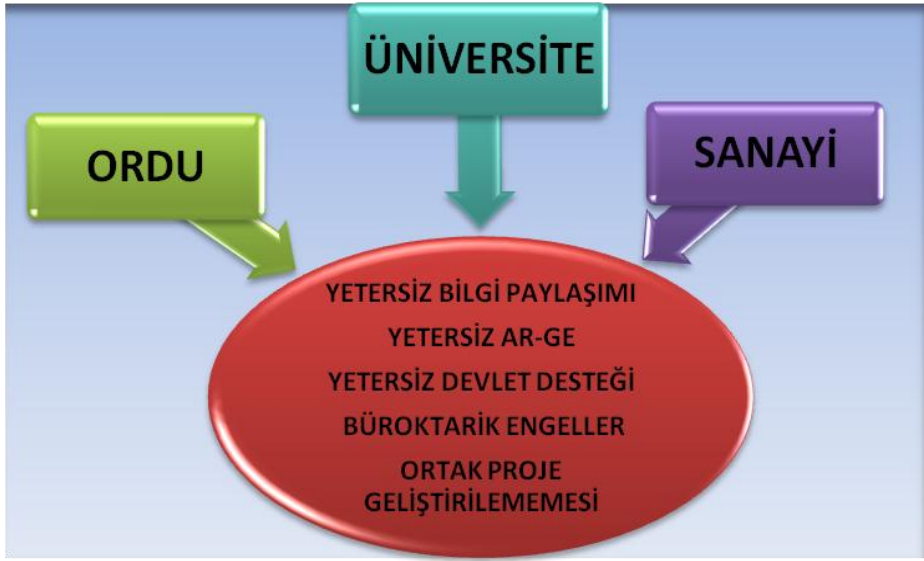 ÜNİVERSİTE
ORDU
SANAYİ
YETERSİZ BİLGİ PAYLAŞIMI
YETERSİZ AR-GE
YETERSİZ DEVLET DESTEĞİ
BÜROKTARİK ENGELLER
ORTAK PROJE
GELİŞTİRİLEMEMESİ